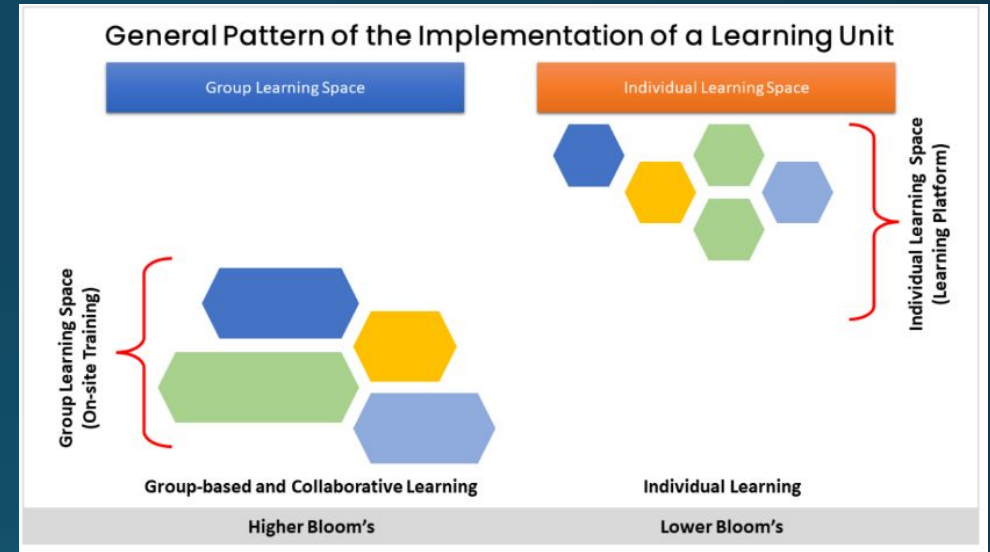 General Pattern of the Implementation of a Learning Unit
Group Learning Space
Individual Learning Space
Group Learning Space
(On-site Training)
Individual Learning Space
(Learning Platform)
Group-based and Collaborative Learning
Individual Learning
Higher Bloom's
Lower Bloom's